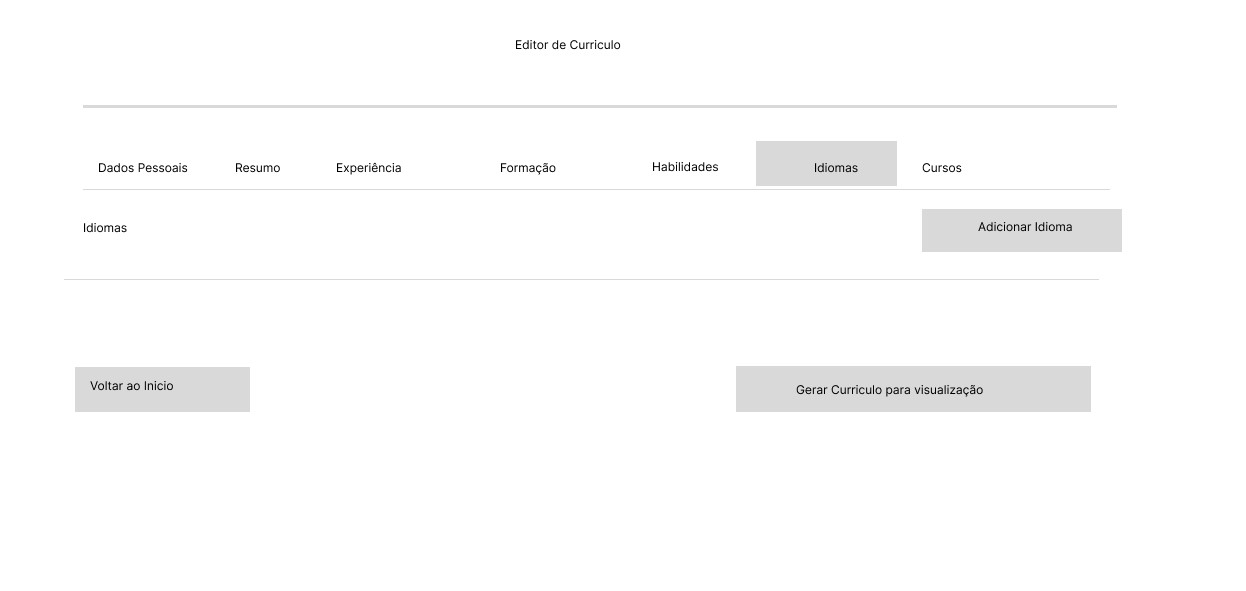 Editor de Curriculo
Dados Pessoais Resumo Experiência Formação Habilidades Idiomas Cursos
Idiomas Adicionar Idioma
Voltar ao Inicio Gerar Curriculo para visualização